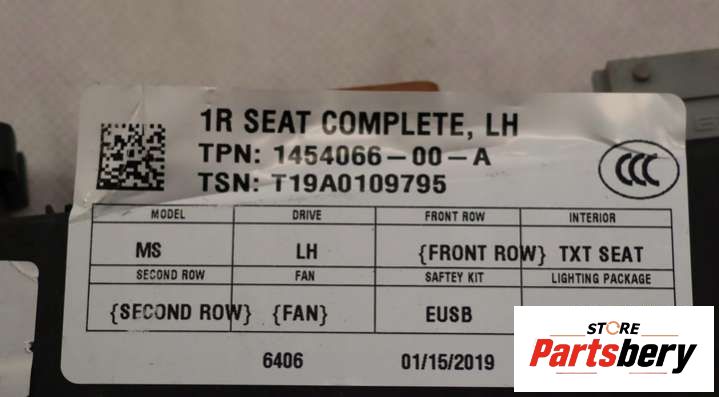 1R SEAT COMPLETE, LH
TPN: 1454066-00-A
TSN: T19A0109795
CCC
MODEL DRIVE FRONT ROW INTERIOR
MS LH {FRONT ROW} TXT SEAT
SECOND ROW FAN SAFTEY KIT LIGHTING PACKAGE
{SECOND ROW} {FAN} EUSB
6406 01/15/2019
STORE
Partsbery